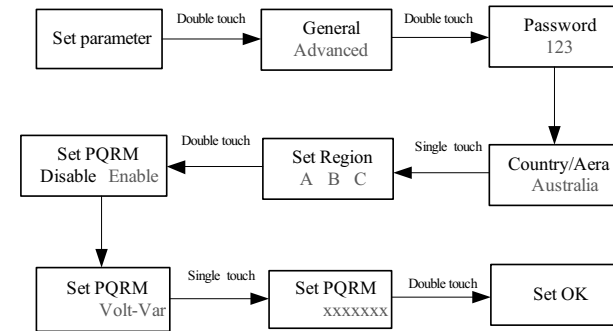 Set parameter
Double touch
General
Advanced
Double touch
Password
123
Country/Aera
Australia
Single touch
Set Region
A B C
Double touch
Set PQRM
Disable Enable
Set PQRM
Volt-Var
Single touch
Set PQRM
xxxxxxx
Double touch
Set OK